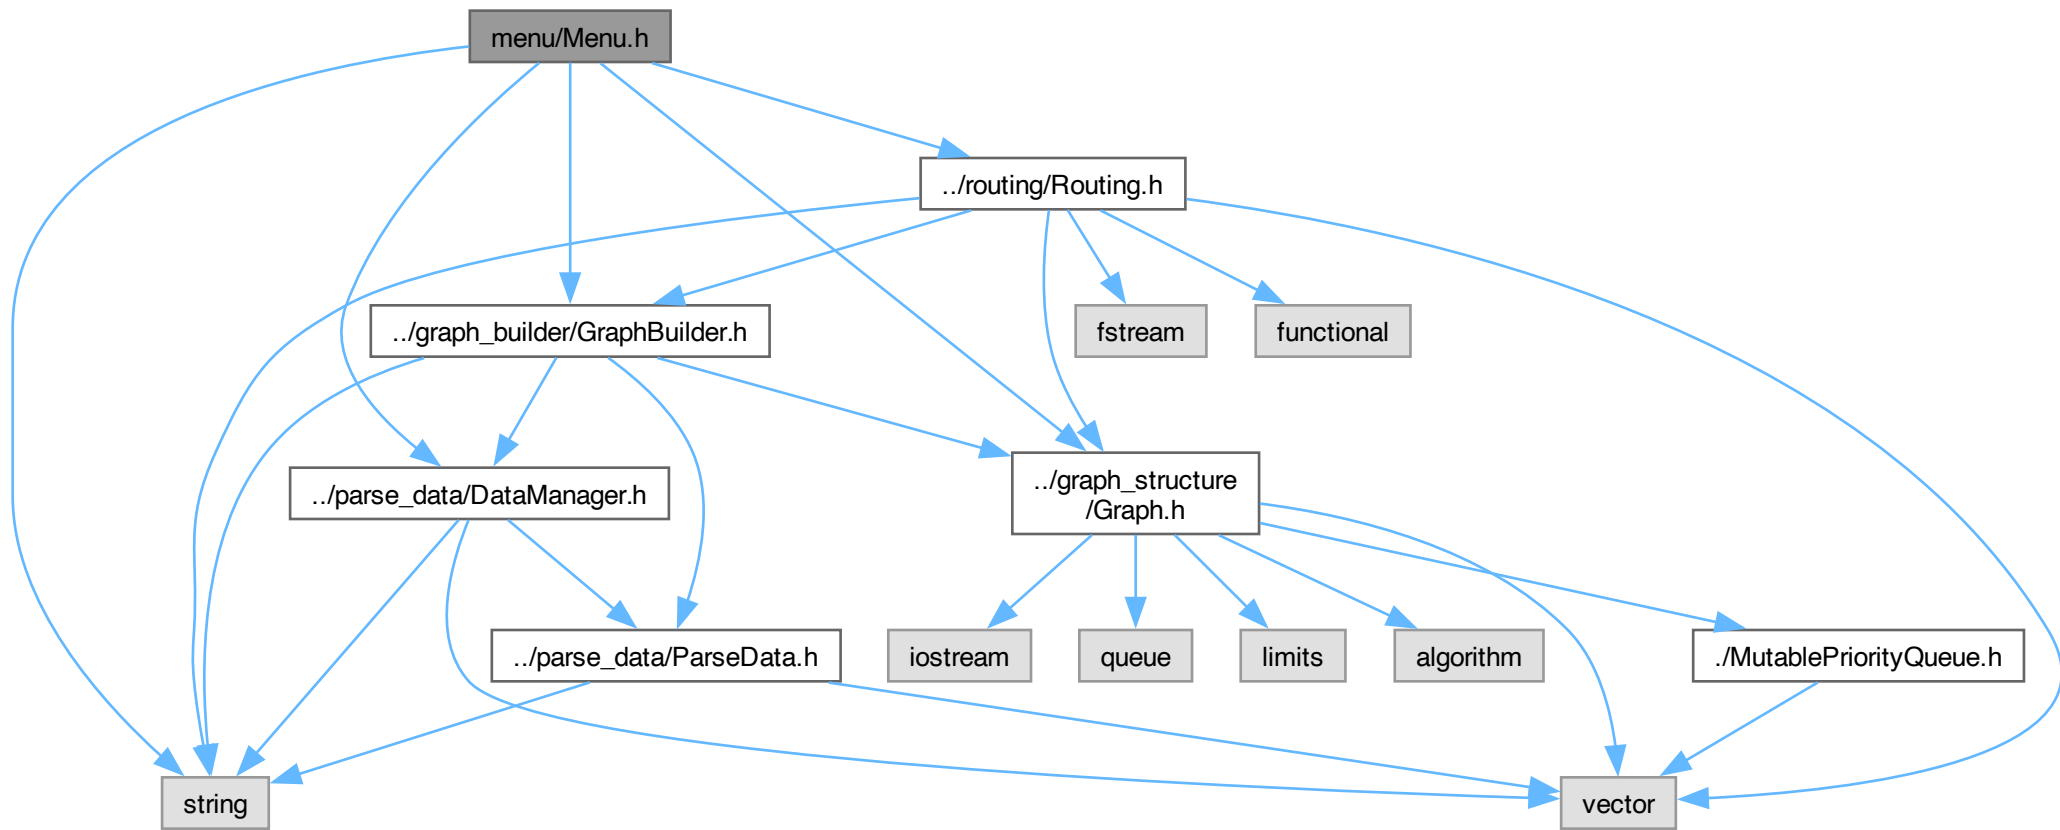 menu/Menu.h
../routing/Routing.h
../graph_builder/GraphBuilder.h
fstream
functional
../parse_data/DataManager.h
../graph_structure
/Graph.h
../parse_data/ParseData.h
iostream
queue
limits
algorithm
./MutablePriorityQueue.h
string
vector